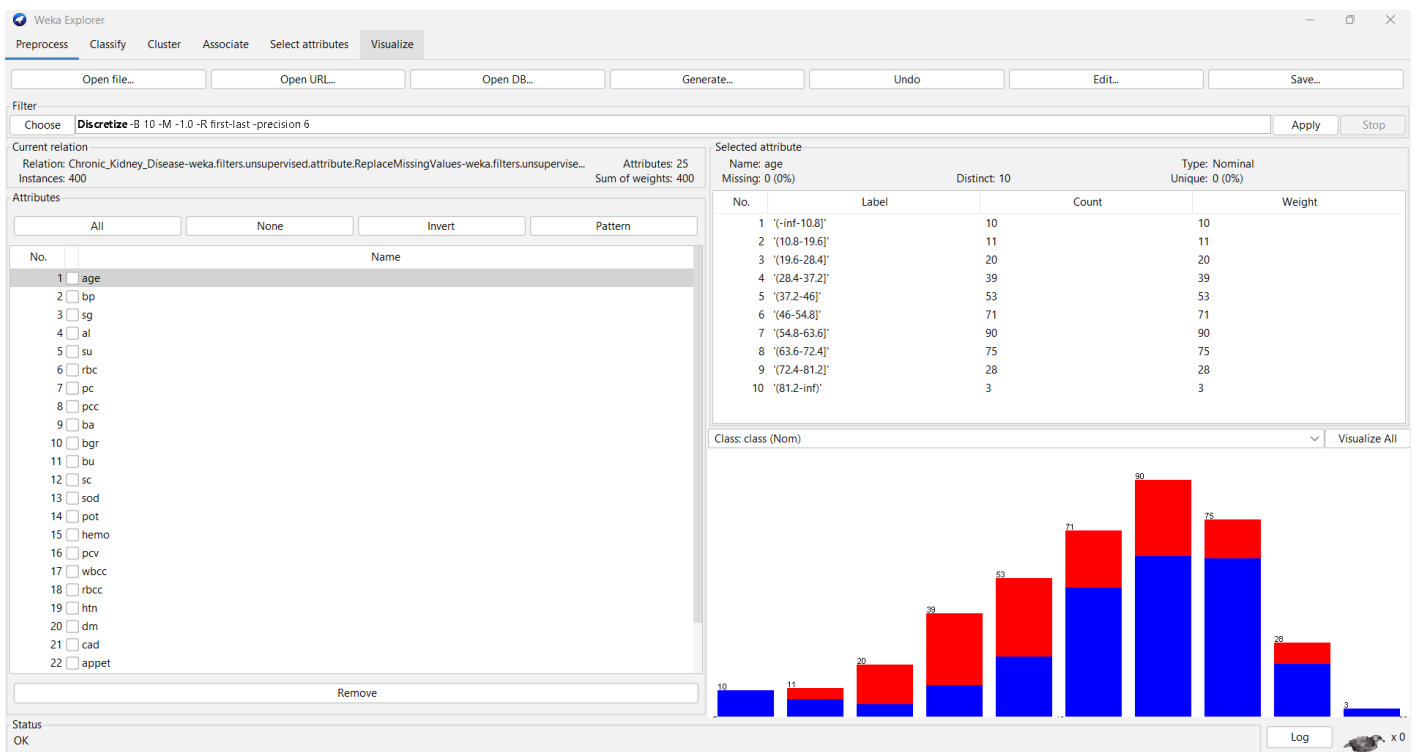 Weka Explorer
Preprocess Classify Cluster Associate Select attributes Visualize
Open file... Open URL... Open DB... Generate... Undo Edit... Save...
Filter
Choose Discretize -B 10 -M -1.0 -R first-last -precision 6 Apply Stop
Current relation
Relation: Chronic_Kidney_Disease-weka.filters.unsupervised.attribute.ReplaceMissingValues-weka.filters.unsupervise... Attributes: 25
Instances: 400 Sum of weights: 400
Attributes
All None Invert Pattern
No. Name
1 age
2 bp
3 sg
4 al
5 su
6 rbc
7 pc
8 pcc
9 ba
10 bgr
11 bu
12 sc
13 sod
14 pot
15 hemo
16 pcv
17 wbcc
18 rbcc
19 htn
20 dm
21 cad
22 appet
Remove
Selected attribute
Name: age Type: Nominal
Missing: 0 (0%) Distinct: 10 Unique: 0 (0%)
No. Label Count Weight
1 '(-inf-10.8]' 10 10
2 '(10.8-19.6]' 11 11
3 '(19.6-28.4]' 20 20
4 '(28.4-37.2]' 39 39
5 '(37.2-46]' 53 53
6 '(46-54.8]' 71 71
7 '(54.8-63.6]' 90 90
8 '(63.6-72.4]' 75 75
9 '(72.4-81.2]' 28 28
10 '(81.2-inf)' 3 3
Class: class (Nom) Visualize All
10 11 20 39 53 71 90 75 28 3
Status
OK
Log x 0